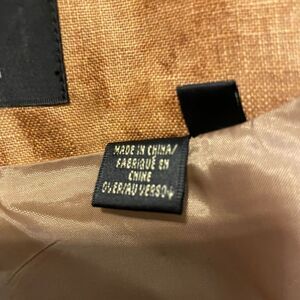 MADE IN CHINA/
FABRIQUÉ EN
CHINE
OVER/AU VERSO→